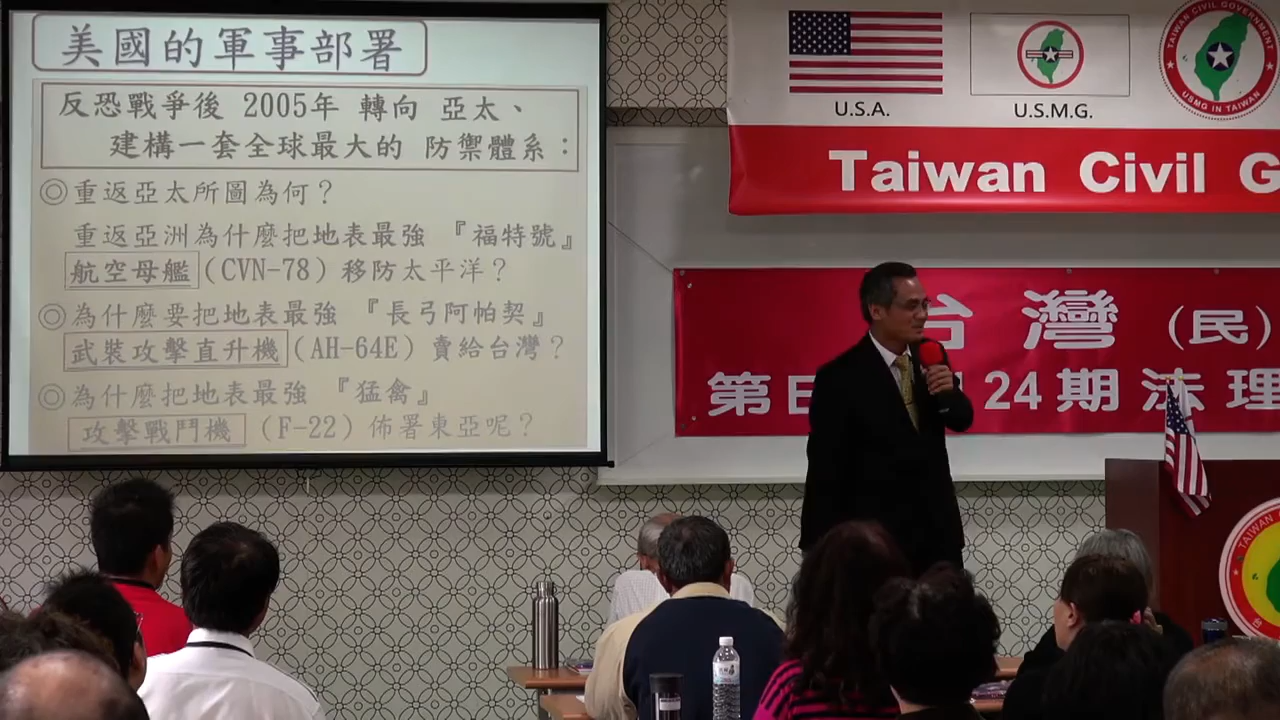 美國的軍事部署
反恐戰爭後 2005年 轉向 亞太、
建構一套全球最大的 防禦體系：
◎重返亞太所圖為何？
重返亞洲為什麼把地表最強『福特號』
航空母艦(CVN-78)移防太平洋？
◎為什麼要把地表最強『長弓阿帕契』
武裝攻擊直升機(AH-64E)賣給台灣？
◎為什麼把地表最強『猛禽』
攻擊戰鬥機 (F-22)佈署東亞呢？
U.S.A.
U.S.M.G.
TAIWAN CIVIL GOVERNMENT
USMG IN TAIWAN
Taiwan Civil G
台灣(民)
第 24期法理